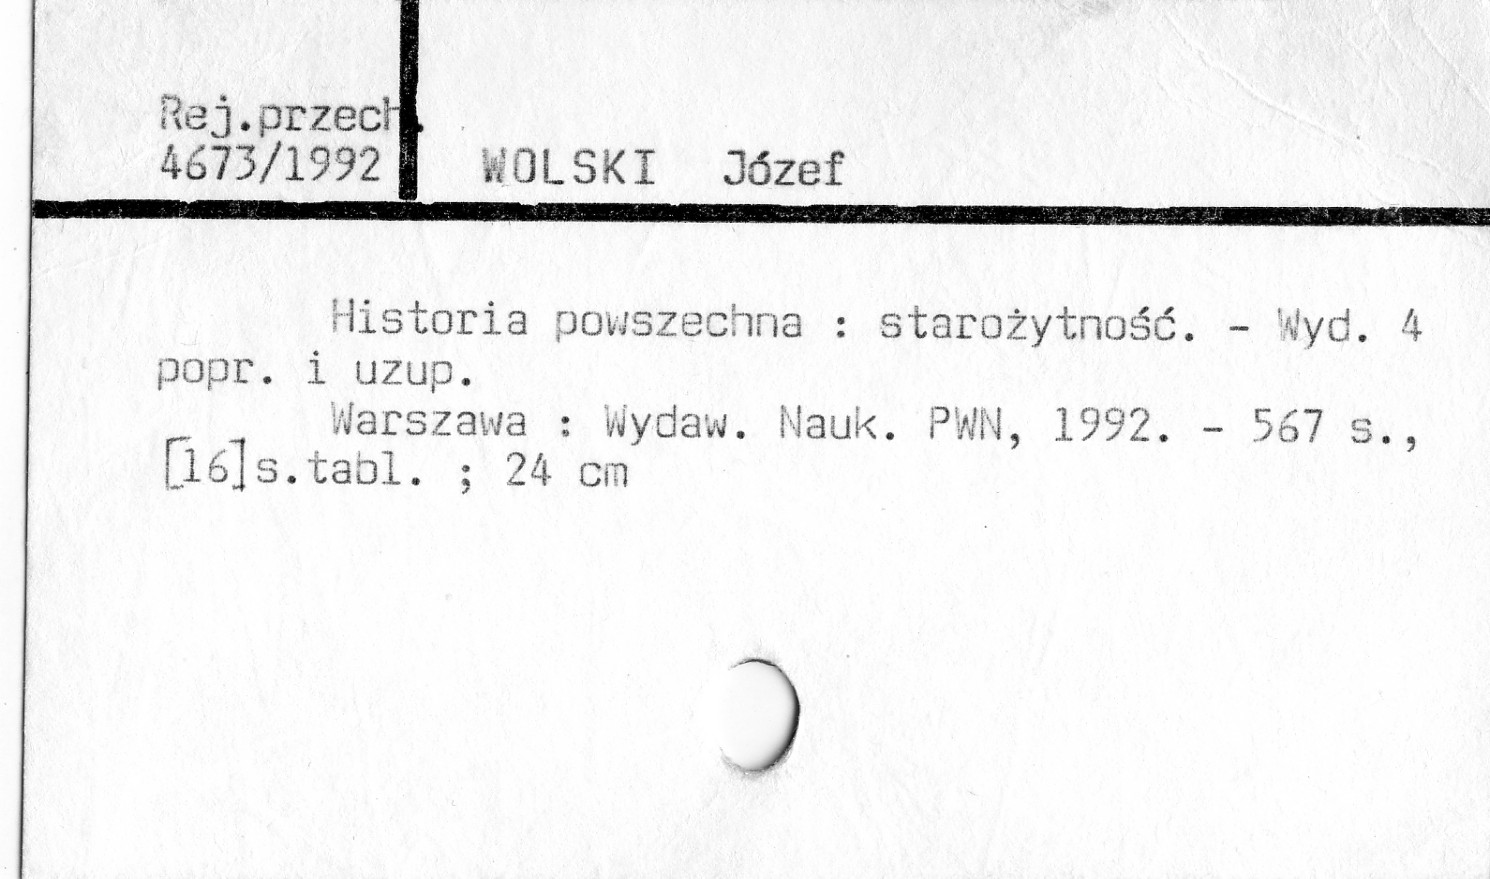 Rej.przech.
4673/1992
WOLSKI Józef
Historia powszechna : starożytność. - Wyd. 4
popr. i uzup.
Warszawa : Wydaw. Nauk. PWN, 1992. - 567 s.,
[16]s.tabl. ; 24 cm